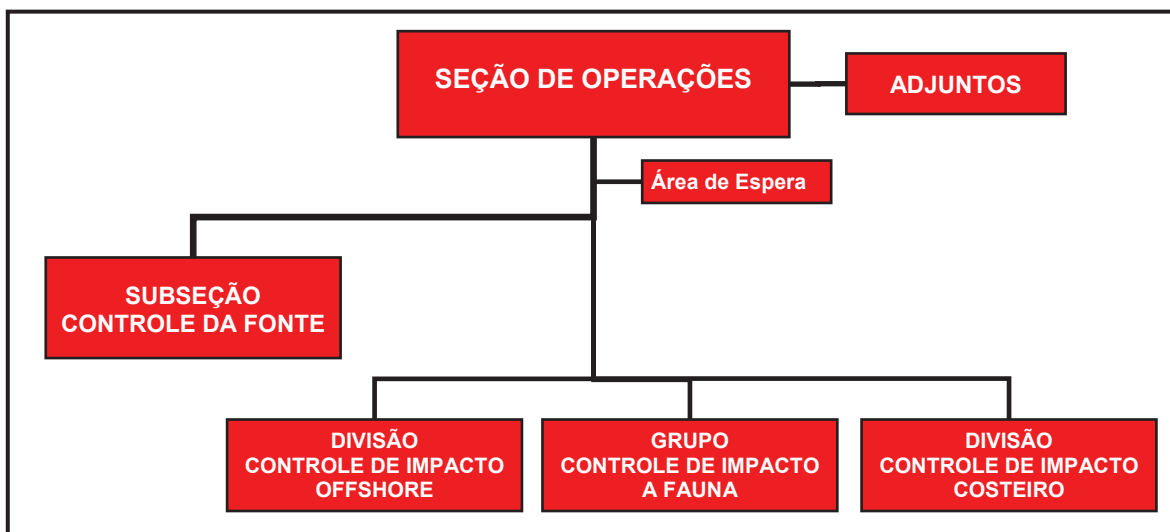 SEÇÃO DE OPERAÇÕES
ADJUNTOS
Área de Espera
SUBSEÇÃO
CONTROLE DA FONTE
DIVISÃO
CONTROLE DE IMPACTO
OFFSHORE
GRUPO
CONTROLE DE IMPACTO
A FAUNA
DIVISÃO
CONTROLE DE IMPACTO
COSTEIRO